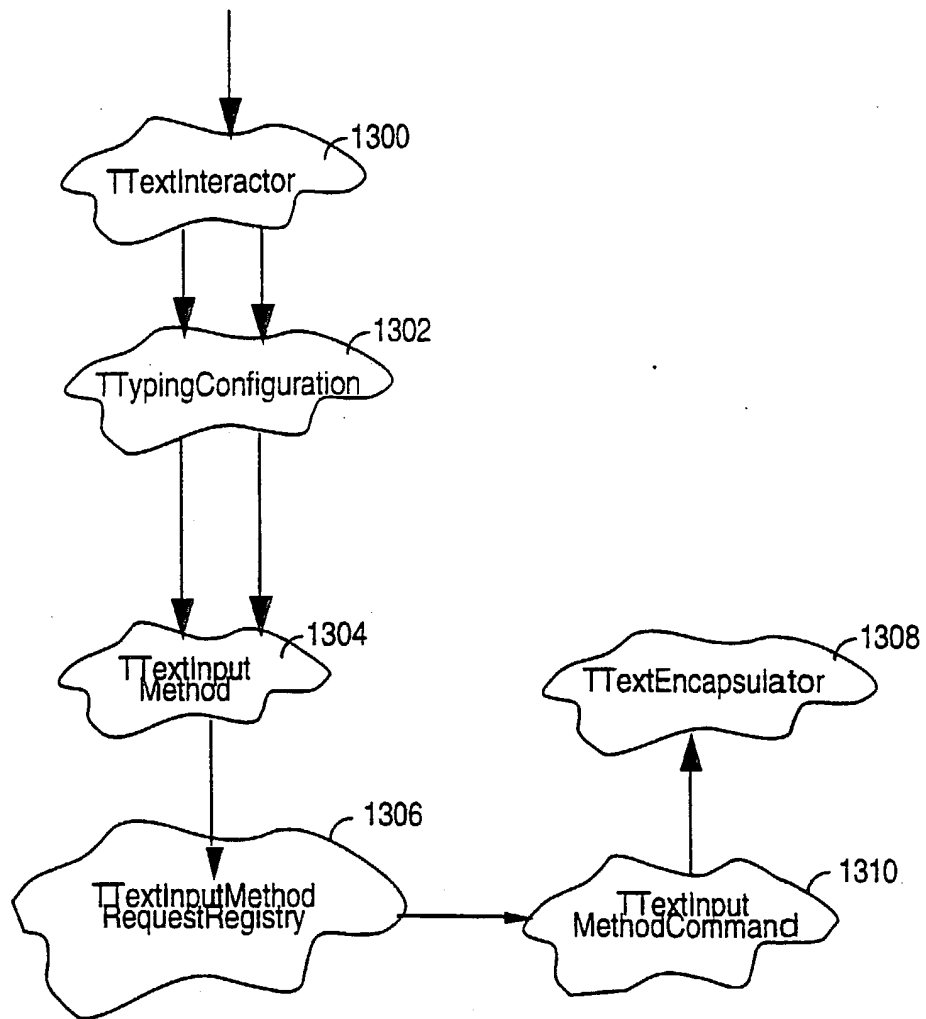 1300
TTextInteractor
1302
TTypingConfiguration
1304
TTextInput
Method
1308
TTextEncapsulator
1306
TTextInputMethod
RequestRegistry
1310
TTextInput
MethodCommand